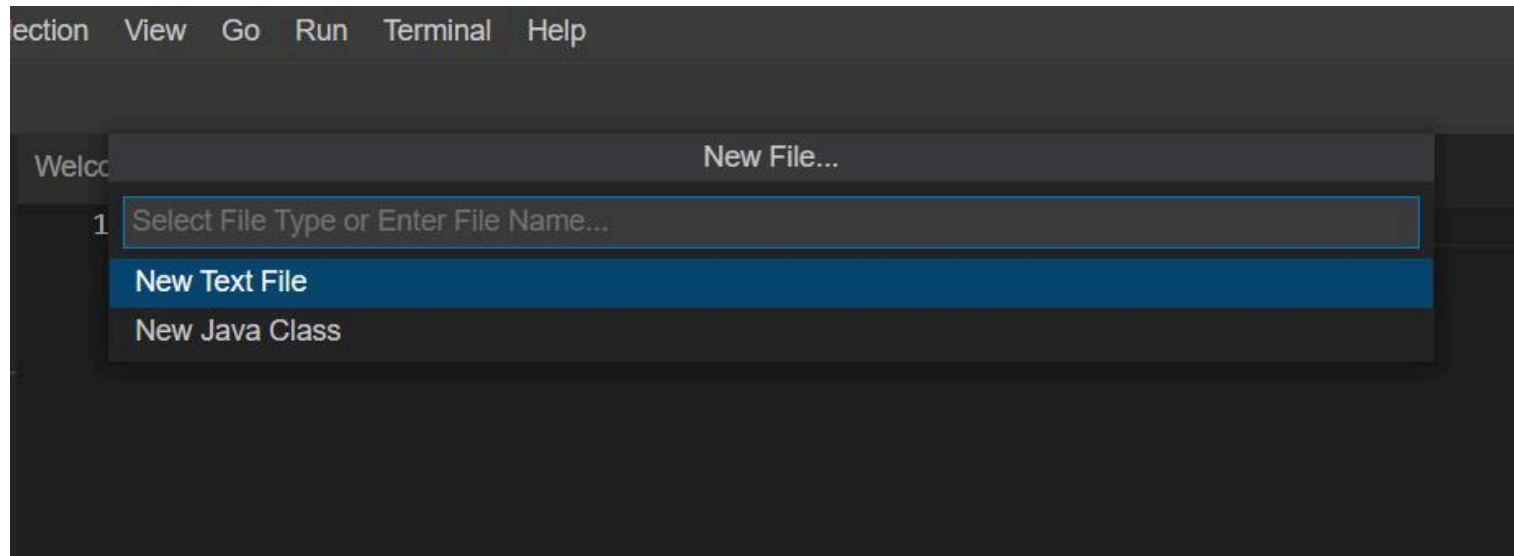 lection View Go Run Terminal Help
New File...
Welco
1
Select File Type or Enter File Name...
New Text File
New Java Class